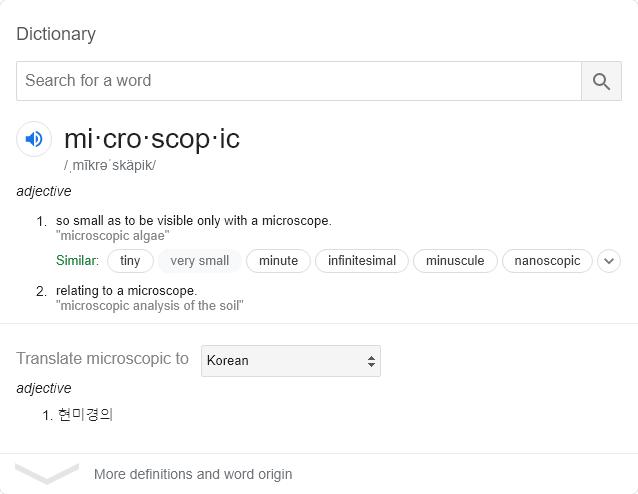 Dictionary
Search for a word
mi·cro·scop·ic
/ˌmīkrəˈskäpik/
adjective
1. so small as to be visible only with a microscope.
"microscopic algae"
Similar: tiny very small minute infinitesimal minuscule nanoscopic
2. relating to a microscope.
"microscopic analysis of the soil"
Translate microscopic to Korean
adjective
1. 현미경의
More definitions and word origin